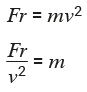 Fr = mv²
Fr/v² = m